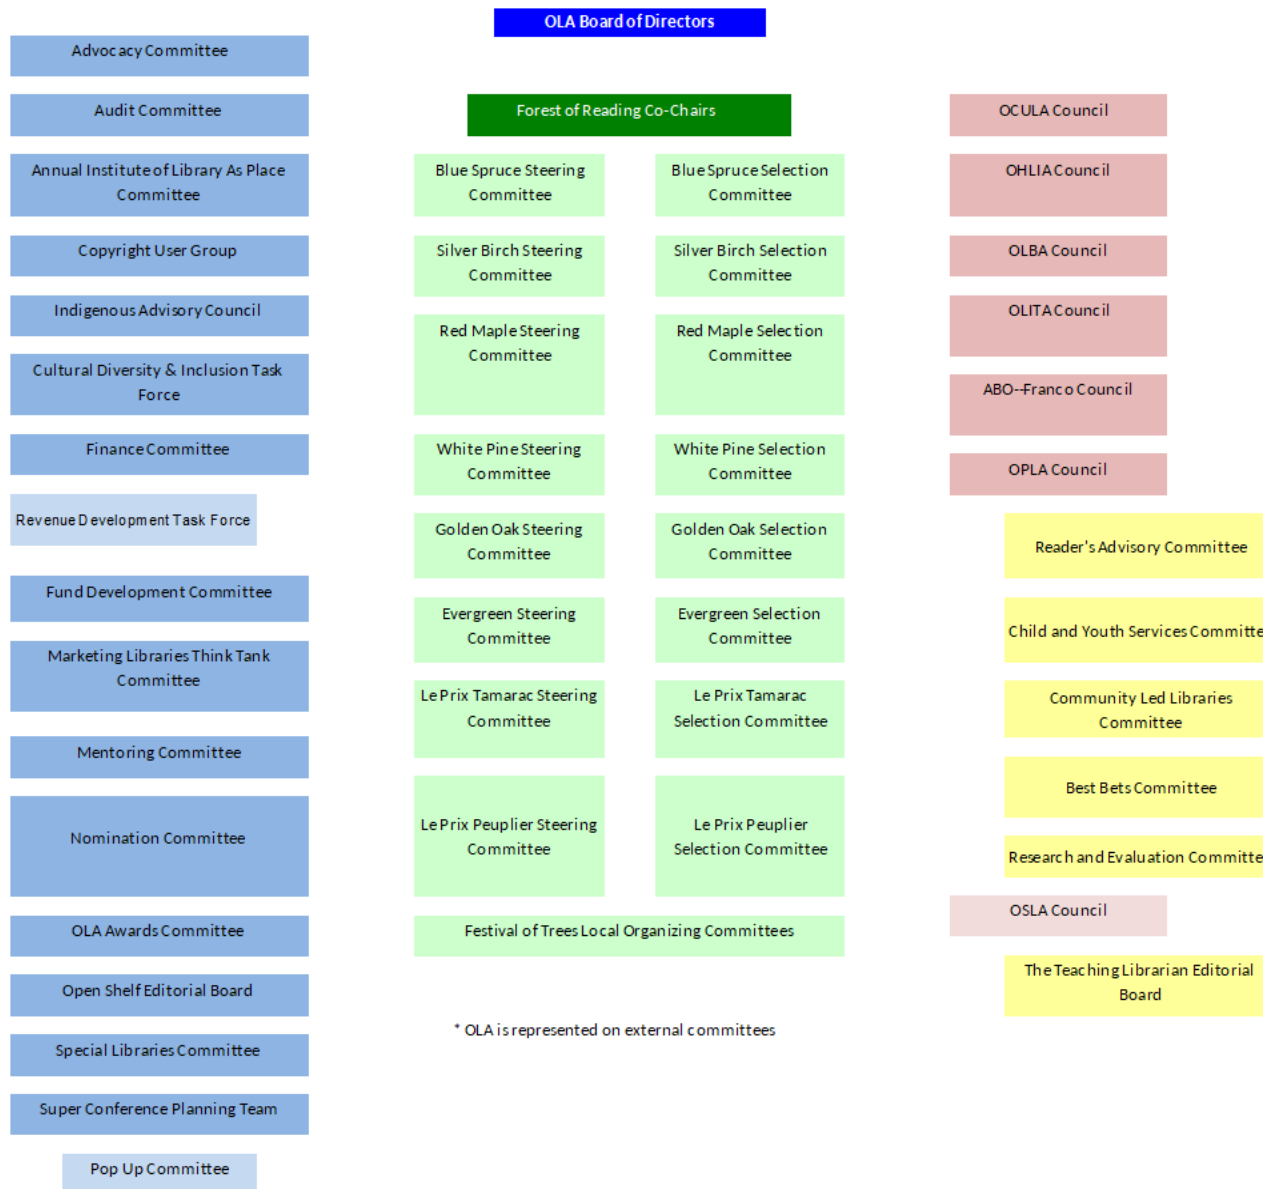 OLA Board of Directors
Advocacy Committee
Audit Committee
Annual Institute of Library As Place
Committee
Copyright User Group
Indigenous Advisory Council
Cultural Diversity & Inclusion Task
Force
Finance Committee
Revenue Development Task Force
Fund Development Committee
Marketing Libraries Think Tank
Committee
Mentoring Committee
Nomination Committee
OLA Awards Committee
Open Shelf Editorial Board
Special Libraries Committee
Super Conference Planning Team
Pop Up Committee
Forest of Reading Co-Chairs
Blue Spruce Steering
Committee
Blue Spruce Selection
Committee
Silver Birch Steering
Committee
Silver Birch Selection
Committee
Red Maple Steering
Committee
Red Maple Selection
Committee
White Pine Steering
Committee
White Pine Selection
Committee
Golden Oak Steering
Committee
Golden Oak Selection
Committee
Evergreen Steering
Committee
Evergreen Selection
Committee
Le Prix Tamarac Steering
Committee
Le Prix Tamarac
Selection Committee
Le Prix Peuplier Steering
Committee
Le Prix Peuplier
Selection Committee
Festival of Trees Local Organizing Committees
* OLA is represented on external committees
OCULA Council
OHLIA Council
OLBA Council
OLITA Council
ABO--Franco Council
OPLA Council
Reader's Advisory Committee
Child and Youth Services Committe
Community Led Libraries
Committee
Best Bets Committee
Research and Evaluation Committe
OSLA Council
The Teaching Librarian Editorial
Board